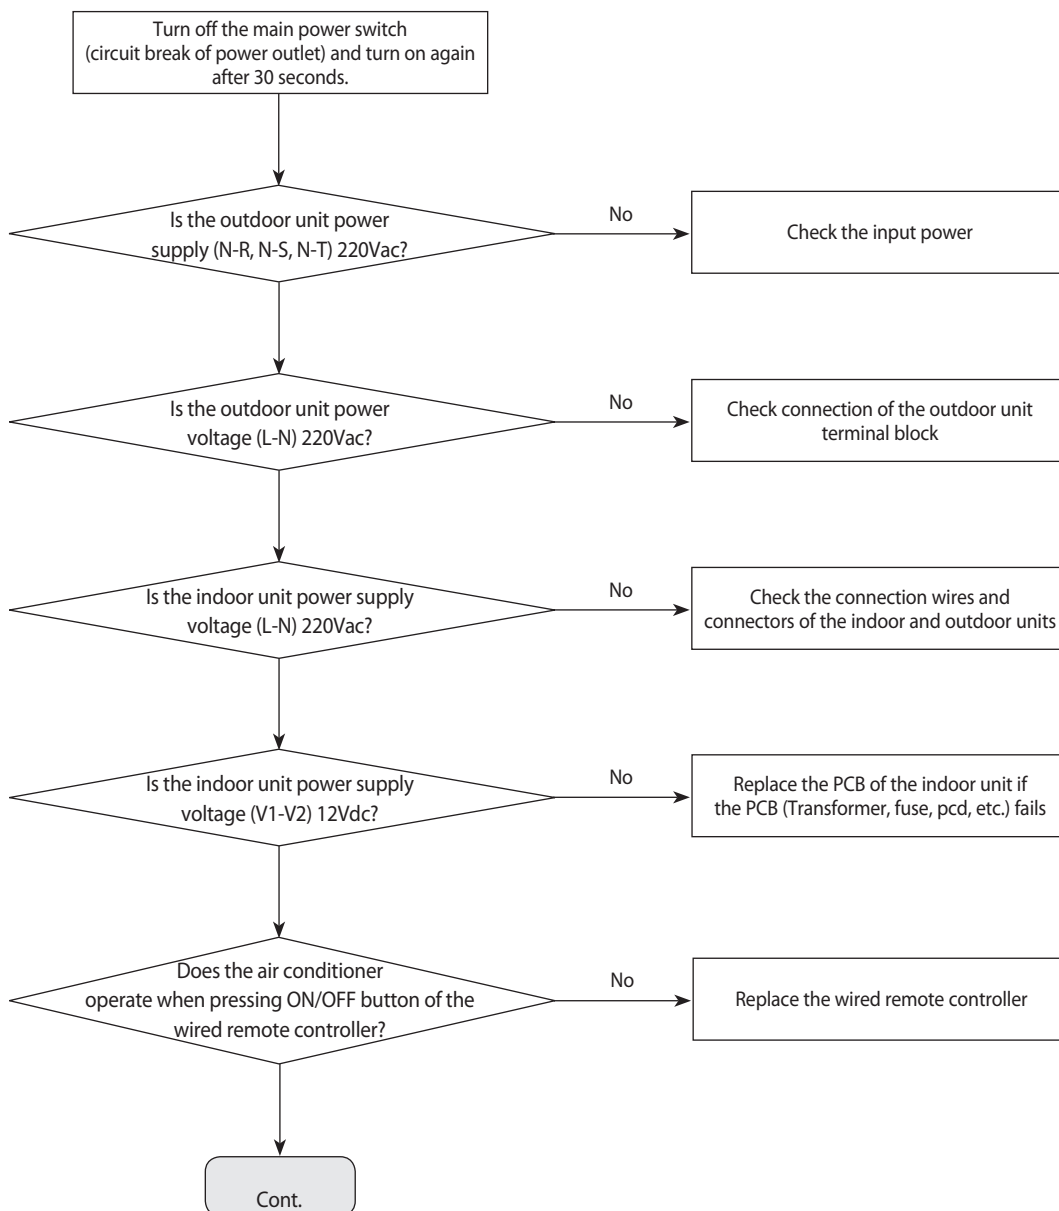 Turn off the main power switch
(circuit break of power outlet) and turn on again
after 30 seconds.
Is the outdoor unit power
supply (N-R, N-S, N-T) 220Vac?
No
Check the input power
Is the outdoor unit power
voltage (L-N) 220Vac?
No
Check connection of the outdoor unit
terminal block
Is the indoor unit power supply
voltage (L-N) 220Vac?
No
Check the connection wires and
connectors of the indoor and outdoor units
Is the indoor unit power supply
voltage (V1-V2) 12Vdc?
No
Replace the PCB of the indoor unit if
the PCB (Transformer, fuse, pcd, etc.) fails
Does the air conditioner
operate when pressing ON/OFF button of the
wired remote controller?
No
Replace the wired remote controller
Cont.